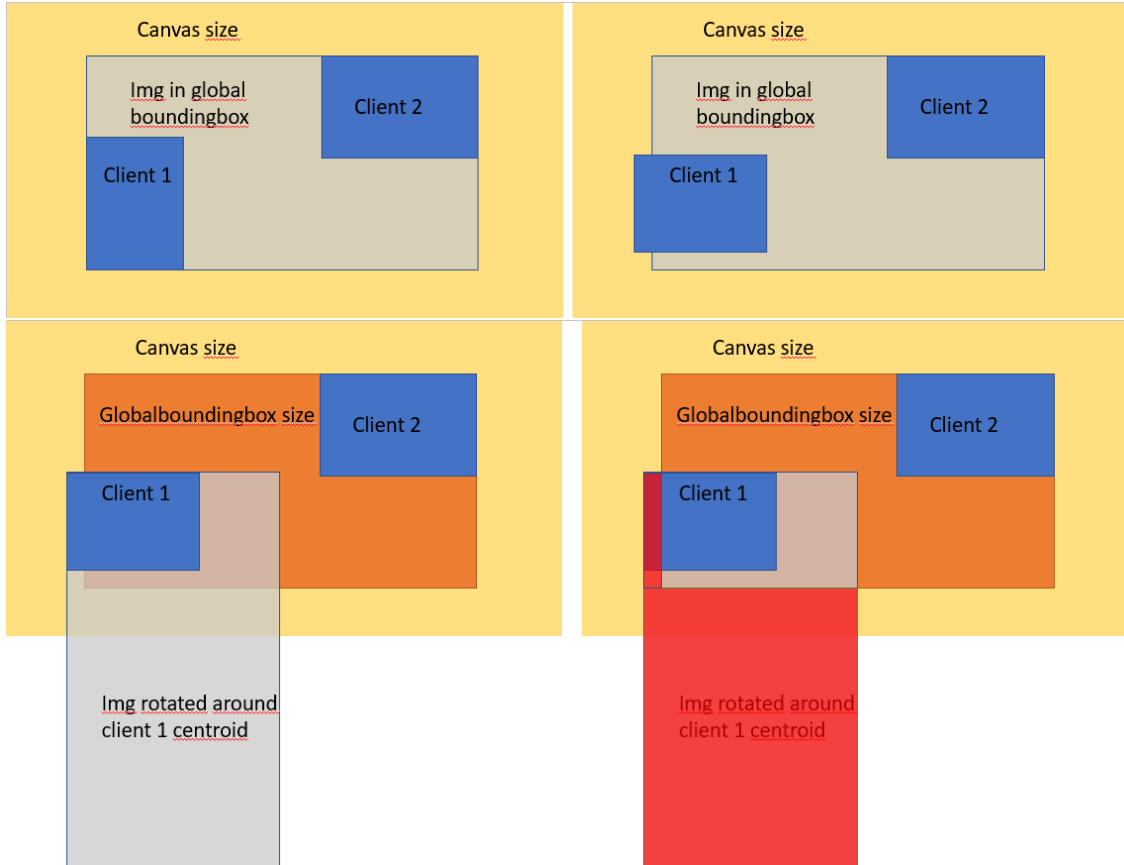 Canvas size
Img in global
boundingbox
Client 2
Client 1
Canvas size
Img in global
boundingbox
Client 2
Client 1
Canvas size
Globalboundingbox size
Client 2
Client 1
Img rotated around
client 1 centroid
Canvas size
Globalboundingbox size
Client 2
Client 1
Img rotated around
client 1 centroid